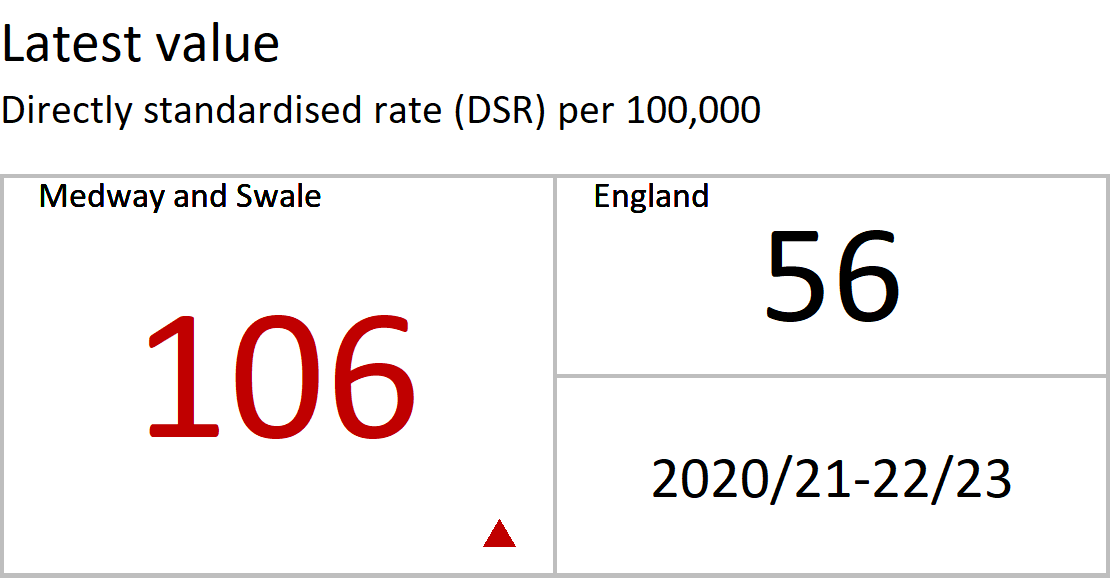 Latest value
Directly standardised rate (DSR) per 100,000
Medway and Swale
106
England
56
2020/21-22/23